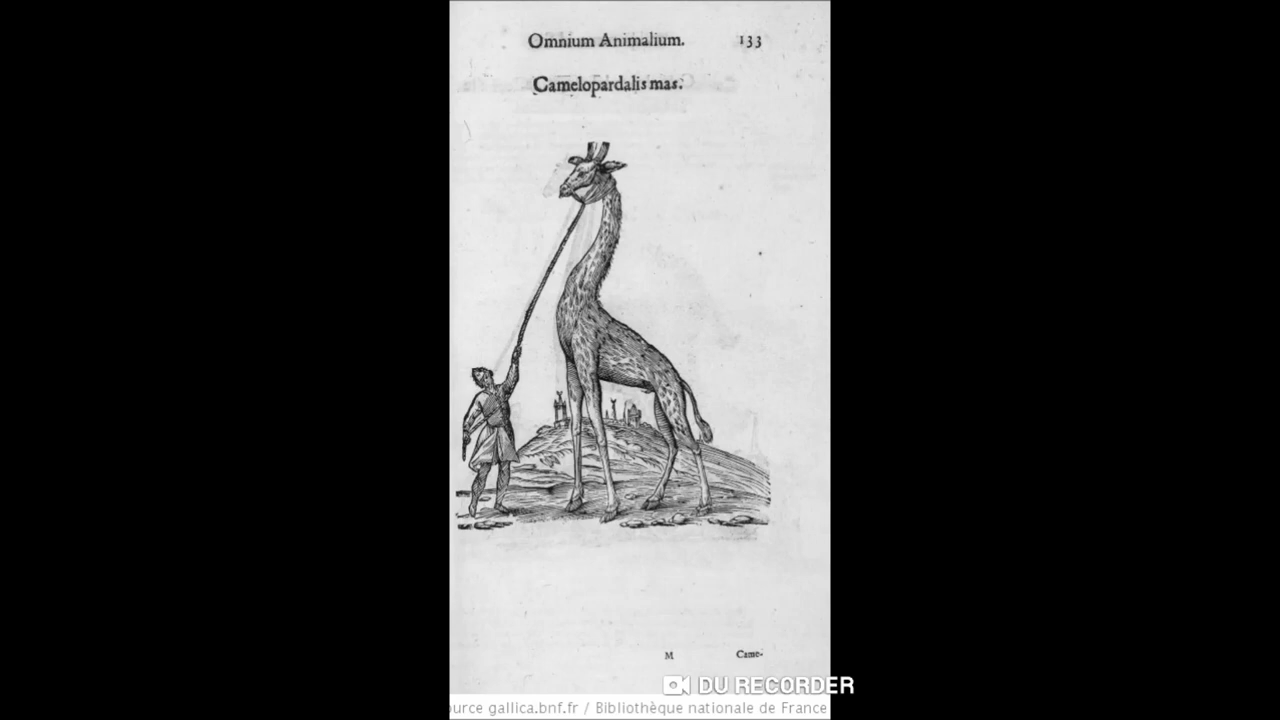 Omnium Animalium. 133
Camelopardalis mas.
M Came-
DU RECORDER
urce gallica.bnf.fr / Bibliothèque nationale de France